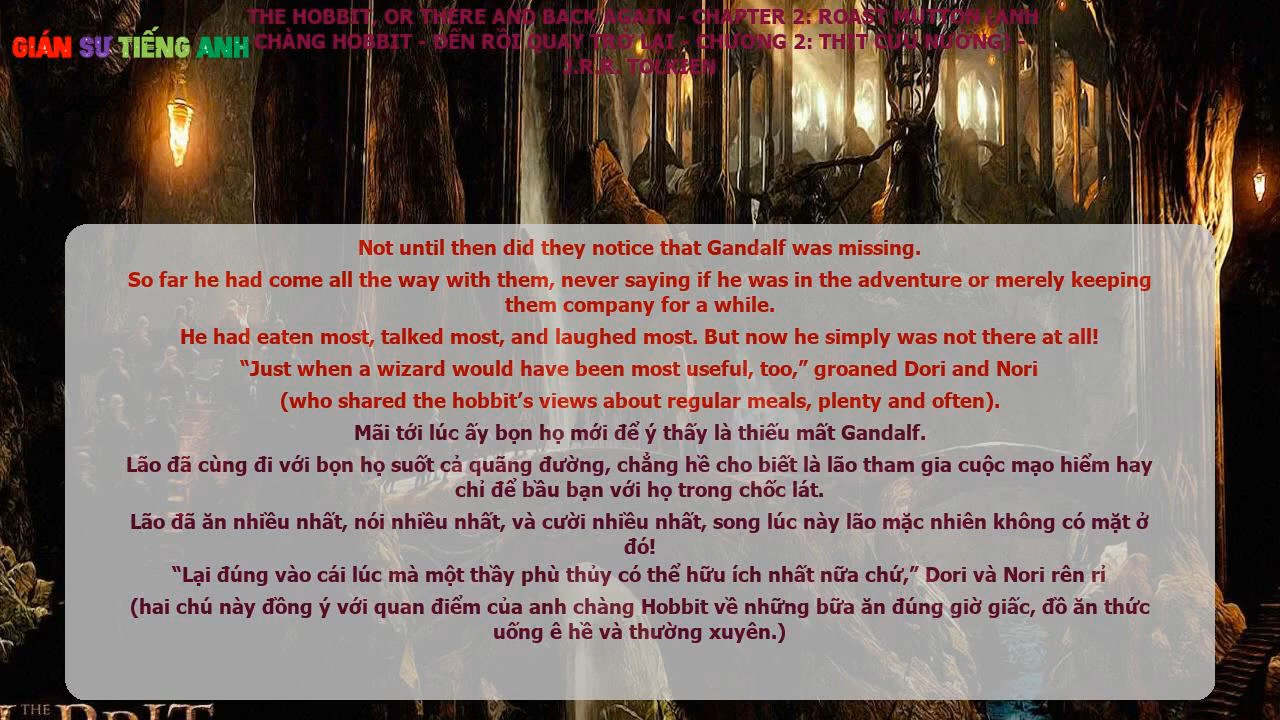 THE HOBBIT, OR THERE AND BACK AGAIN - CHAPTER 2: ROAST MUTTON (ANH
CHÀNG HOBBIT - ĐẾN RỒI QUAY TRỞ LẠI - CHƯƠNG 2: THỊT CỪU NƯỚNG) -
J.R.R. TOLKIEN
GIÁN SƯ TIẾNG ANH
Not until then did they notice that Gandalf was missing.
So far he had come all the way with them, never saying if he was in the adventure or merely keeping
them company for a while.
He had eaten most, talked most, and laughed most. But now he simply was not there at all!
“Just when a wizard would have been most useful, too,” groaned Dori and Nori
(who shared the hobbit’s views about regular meals, plenty and often).
Mãi tới lúc ấy bọn họ mới để ý thấy là thiếu mất Gandalf.
Lão đã cùng đi với bọn họ suốt cả quãng đường, chẳng hề cho biết là lão tham gia cuộc mạo hiểm hay
chỉ để bầu bạn với họ trong chốc lát.
Lão đã ăn nhiều nhất, nói nhiều nhất, và cười nhiều nhất, song lúc này lão mặc nhiên không có mặt ở
đó!
“Lại đúng vào cái lúc mà một thầy phù thủy có thể hữu ích nhất nữa chứ,” Dori và Nori rên rỉ
(hai chú này đồng ý với quan điểm của anh chàng Hobbit về những bữa ăn đúng giờ giấc, đồ ăn thức
uống ê hề và thường xuyên.)
THE